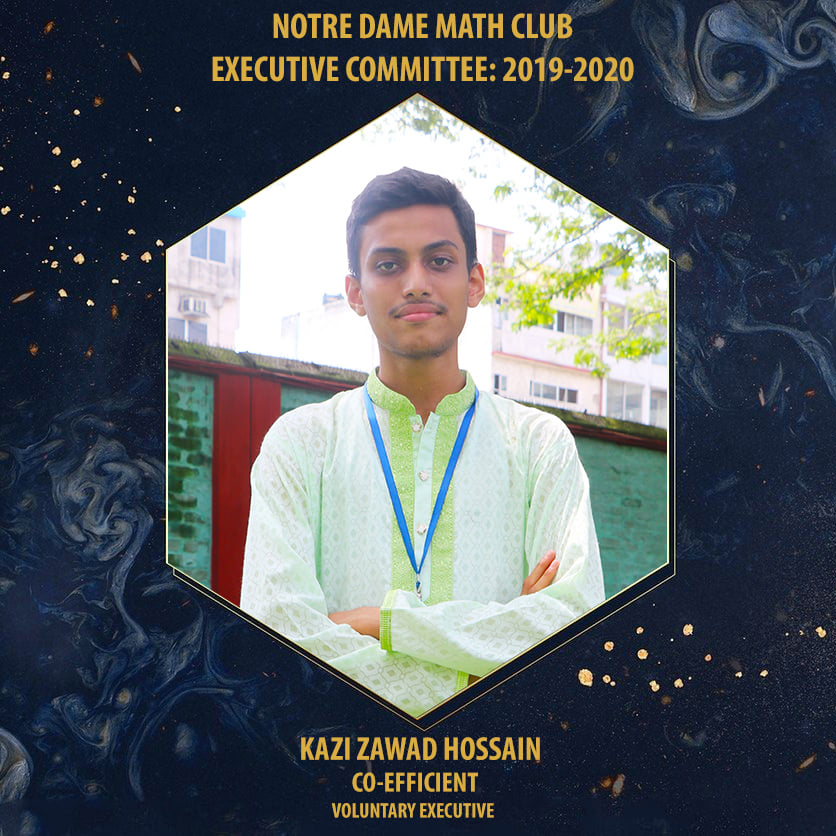 NOTRE DAME MATH CLUB
EXECUTIVE COMMITTEE: 2019-2020
KAZI ZAWAD HOSSAIN
CO-EFFICIENT
VOLUNTARY EXECUTIVE